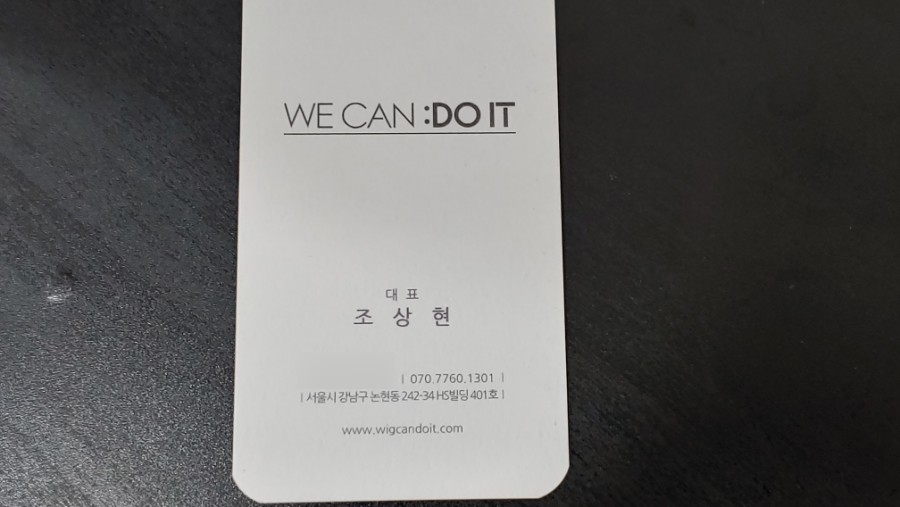 WE CAN :DO IT
대 표
조 상 현
| 070.7760.1301 |
| 서울시 강남구 논현동 242-34 HS빌딩 401호 |
www.wigcandoit.com